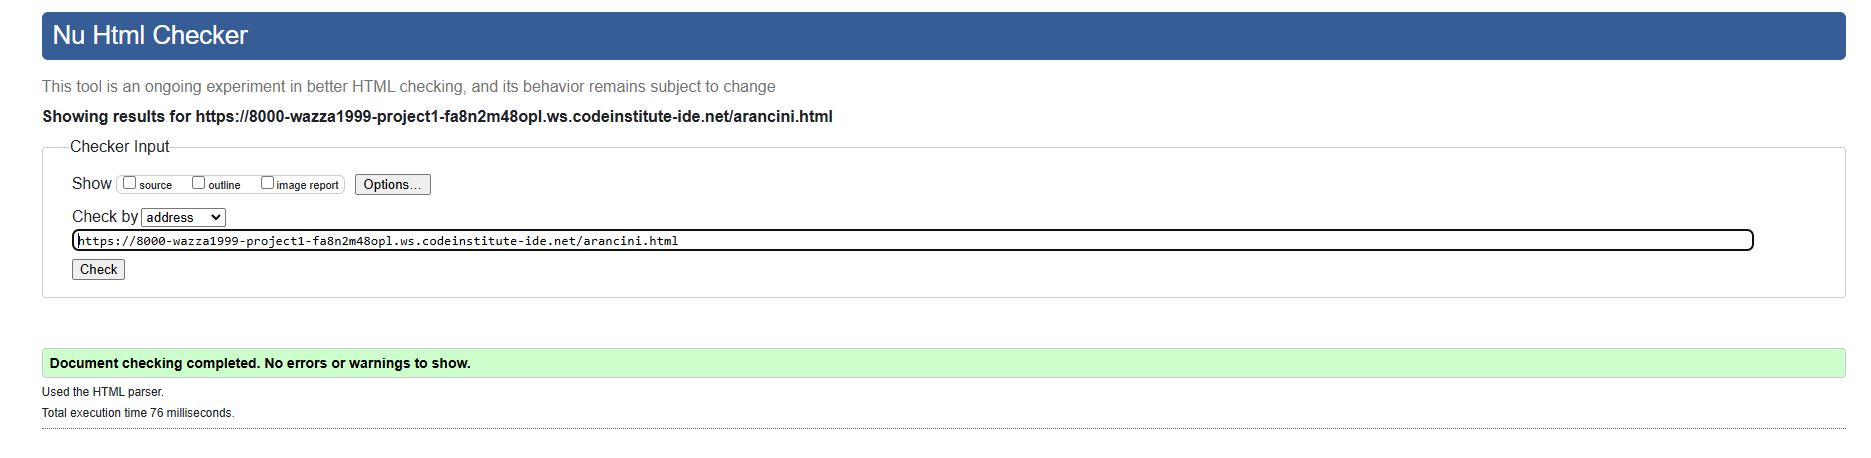 Nu Html Checker
This tool is an ongoing experiment in better HTML checking, and its behavior remains subject to change
Showing results for https://8000-wazza1999-project1-fa8n2m48opl.ws.codeinstitute-ide.net/arancini.html
Checker Input
Show source outline image report Options...
Check by address
https://8000-wazza1999-project1-fa8n2m48opl.ws.codeinstitute-ide.net/arancini.html
Check
Document checking completed. No errors or warnings to show.
Used the HTML parser.
Total execution time 76 milliseconds.